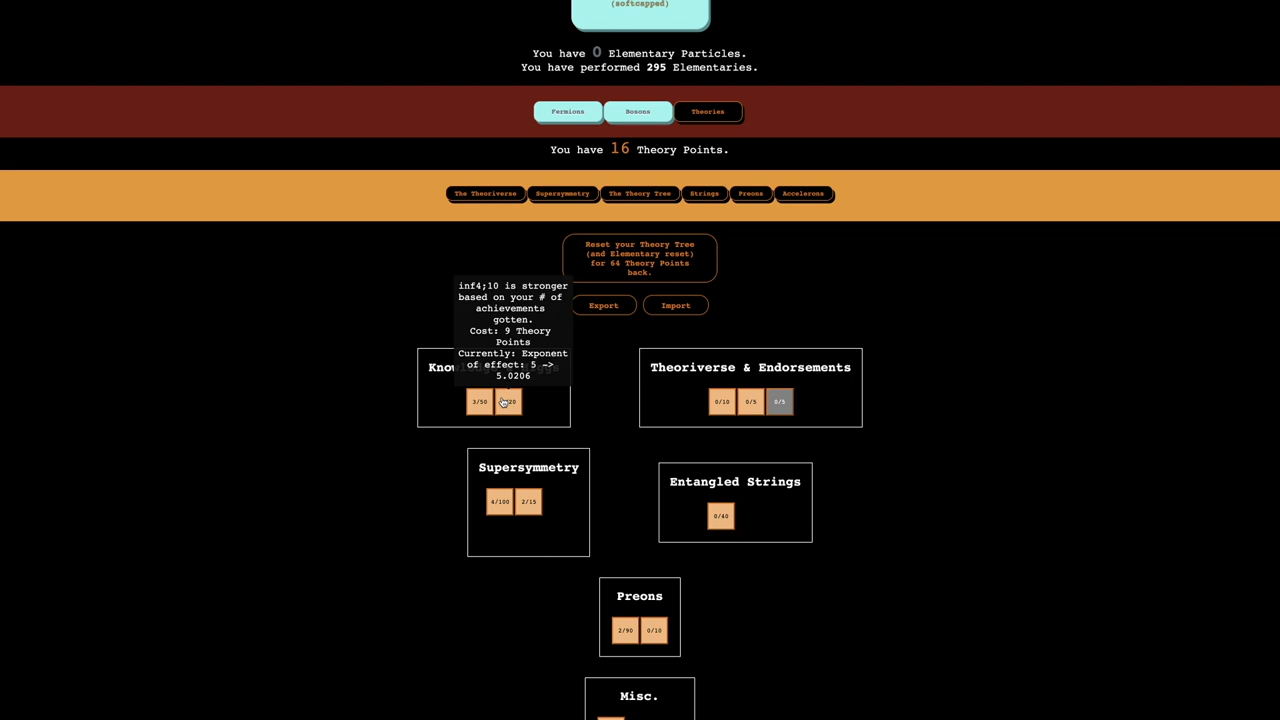 (softcapped)
You have 0 Elementary Particles.
You have performed 295 Elementaries.
Fermions Bosons Theories
You have 16 Theory Points.
The Theoriverse Supersymmetry The Theory Tree Strings Preons Accelerons
Reset your Theory Tree
(and Elementary reset)
for 64 Theory Points
back.
Export Import
inf4;10 is stronger
based on your # of
achievements
gotten.
Cost: 9 Theory
Points
Currently: Exponent
of effect: 5 ->
5.0206
Theoriverse & Endorsements
3/50
0/10 0/5 0/5
Supersymmetry
4/100 2/15
Entangled Strings
0/40
Preons
2/90 0/10
Misc.